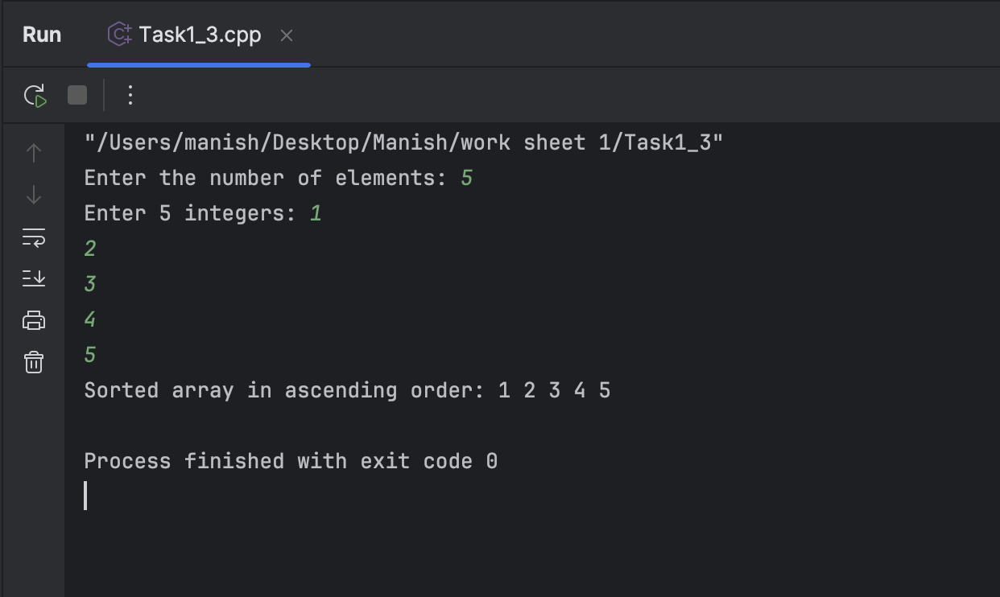 Run Task1_3.cpp
"/Users/manish/Desktop/Manish/work sheet 1/Task1_3"
Enter the number of elements: 5
Enter 5 integers: 1
2
3
4
5
Sorted array in ascending order: 1 2 3 4 5
Process finished with exit code 0